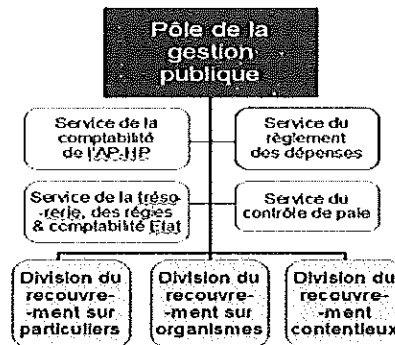 Pôle de la
gestion
publique
Service de la
comptabilité
de l'AP-HP
Service du
règlement
des dépenses
Service de la tréso-
-rerie, des régies
& comptabilité Etat
Service du
contrôle de paie
Division du
recouvre-
-ment sur
particuliers
Division du
recouvre-
-ment sur
organismes
Division du
recouvre-
-ment
contentieux